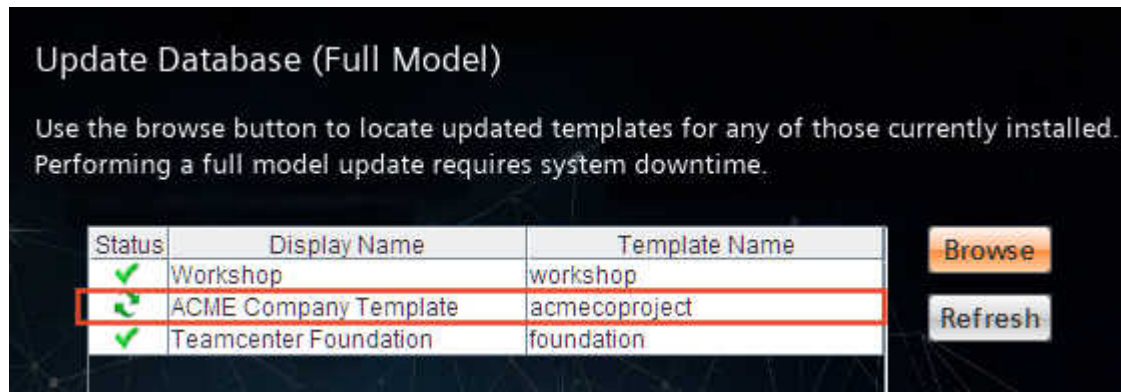 Update Database (Full Model)
Use the browse button to locate updated templates for any of those currently installed.
Performing a full model update requires system downtime.
Status Display Name Template Name
Workshop workshop
ACME Company Template acmecoproject
Teamcenter Foundation foundation
Browse
Refresh